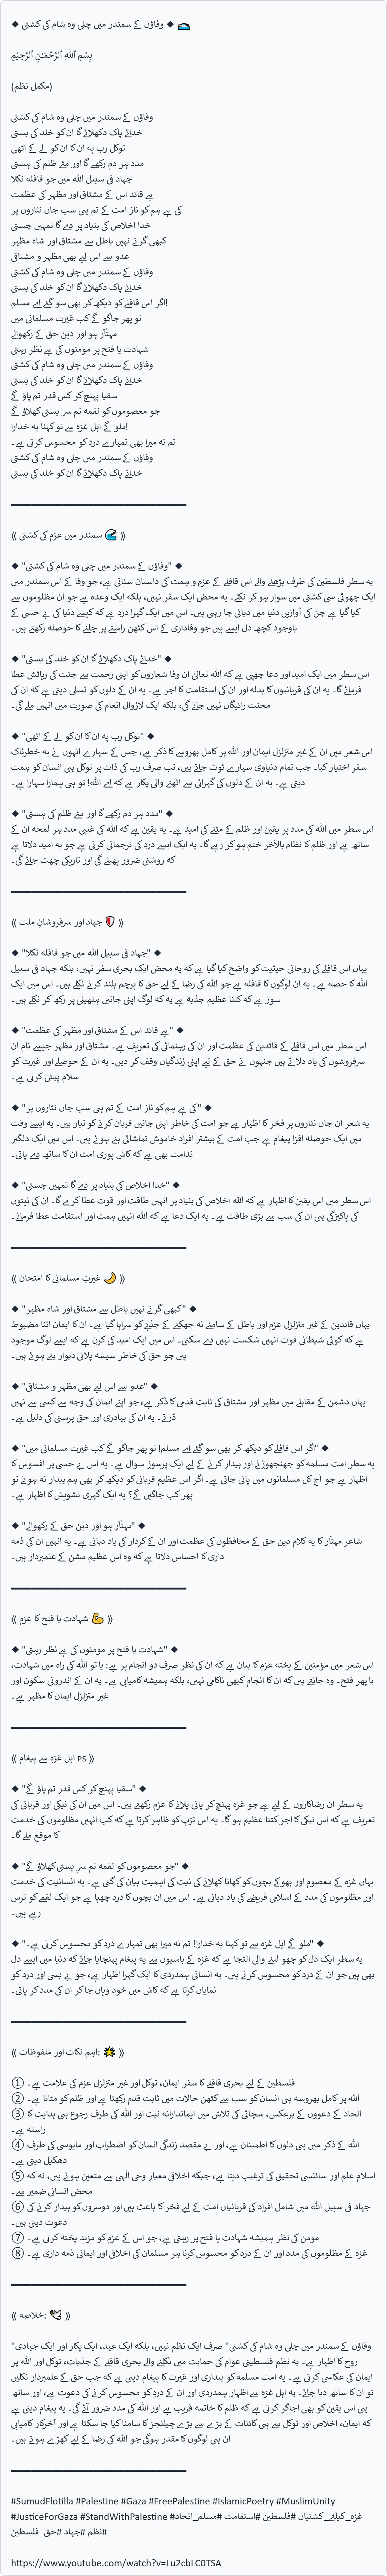 ◆ وفاؤں کے سمندر میں چلی وہ شام کی کشتی ◆ 🌊
بِسْمِ ٱللَّٰهِ ٱلرَّحْمَـٰنِ ٱلرَّحِيْمِ
(مکمل نظم)
وفاؤں کے سمندر میں چلی وہ شام کی کشتی
خدائے پاک دکھلائے گا ان کو خلد کی بستی
توکل رب پہ ان کا ان کو لے کے اٹھی
مدد ہر دم رکھے گا اور مٹے ظلم کی ہستی
جہاد فی سبیل اللہ میں جو قافلہ نکلا
ہے قائد اس کے مشتاق اور مظہر کی عظمت
کی ہے ہم کو ناز امت کے تم ہی سب جاں نثاروں پر
خدا اخلاص کی بنیاد پر دے گا تمہیں چستی
کبھی گرتے نہیں باطل سے مشتاق اور شاہ مظہر
عدو سے اس لیے بھی مظہر و مشتاقی
وفاؤں کے سمندر میں چلی وہ شام کی کشتی
خدائے پاک دکھلائے گا ان کو خلد کی بستی
اگر اس قافلے کو دیکھ کر بھی سو گئے اے مسلم!
تو پھر جاگو گے کب غیرت مسلمانی میں
مہتاؔر ہو اور دین حق کے رکھوالے
شہادت یا فتح پر مومنوں کی ہے نظر رہتی
وفاؤں کے سمندر میں چلی وہ شام کی کشتی
خدائے پاک دکھلائے گا ان کو خلد کی بستی
سقیا پہنچ کر کس قدر تم پاؤ گے
جو معصوموں کو لقمہ تم سرِ بستی کھلاؤ گے
ملو گے اہل غزہ سے تو کہنا یہ خدارا!
تم نہ میرا بھی تمہارے درد کو محسوس کرتی ہے۔
وفاؤں کے سمندر میں چلی وہ شام کی کشتی
خدائے پاک دکھلائے گا ان کو خلد کی بستی
⟪ سمندر میں عزم کی کشتی 🌊 ⟫
◆ "وفاؤں کے سمندر میں چلی وہ شام کی کشتی" ◆
یہ سطر فلسطین کی طرف بڑھنے والے اس قافلے کے عزم و ہمت کی داستان سناتی ہے، جو وفا کے اس سمندر میں
ایک چھوٹی سی کشتی میں سوار ہو کر نکلے۔ یہ محض ایک سفر نہیں، بلکہ ایک وعدہ ہے جو ان مظلوموں سے
کیا گیا ہے جن کی آوازیں دنیا میں دبائی جا رہی ہیں۔ اس میں ایک گہرا درد ہے کہ کیسے دنیا کی بے حسی کے
باوجود کچھ دل ایسے ہیں جو وفاداری کے اس کٹھن راستے پر چلنے کا حوصلہ رکھتے ہیں۔
◆ "خدائے پاک دکھلائے گا ان کو خلد کی بستی" ◆
اس سطر میں ایک امید اور دعا چھپی ہے کہ اللہ تعالیٰ ان وفا شعاروں کو اپنی رحمت سے جنت کی رہائش عطا
فرمائے گا۔ یہ ان کی قربانیوں کا بدلہ اور ان کی استقامت کا اجر ہے۔ یہ ان کے دلوں کو تسلی دیتی ہے کہ ان کی
محنت رائیگاں نہیں جائے گی، بلکہ ایک لازوال انعام کی صورت میں انہیں ملے گی۔
◆ "توکل رب پہ ان کا ان کو لے کے اٹھی" ◆
اس شعر میں ان کے غیر متزلزل ایمان اور اللہ پر کامل بھروسے کا ذکر ہے، جس کے سہارے انہوں نے یہ خطرناک
سفر اختیار کیا۔ جب تمام دنیاوی سہارے ٹوٹ جاتے ہیں، تب صرف رب کی ذات پر توکل ہی انسان کو ہمت
دیتی ہے۔ یہ ان کے دلوں کی گہرائی سے اٹھنے والی پکار ہے کہ اے اللہ! تو ہی ہمارا سہارا ہے۔
◆ "مدد ہر دم رکھے گا اور مٹے ظلم کی ہستی" ◆
اس سطر میں اللہ کی مدد پر یقین اور ظلم کے مٹنے کی امید ہے۔ یہ یقین ہے کہ اللہ کی غیبی مدد ہر لمحہ ان کے
ساتھ ہے اور ظلم کا نظام بالآخر ختم ہو کر رہے گا۔ یہ ایک ایسے درد کی ترجمانی کرتی ہے جو یہ امید دلاتا ہے
کہ روشنی ضرور پھیلے گی اور تاریکی چھٹ جائے گی۔
⟪ جہاد اور سرفروشانِ ملت 🛡️ ⟫
◆ "جہاد فی سبیل اللہ میں جو قافلہ نکلا" ◆
یہاں اس قافلے کی روحانی حیثیت کو واضح کیا گیا ہے کہ یہ محض ایک بحری سفر نہیں، بلکہ جہاد فی سبیل
اللہ کا حصہ ہے۔ یہ ان لوگوں کا قافلہ ہے جو اللہ کی رضا کے لیے حق کا پرچم بلند کرنے نکلے ہیں۔ اس میں ایک
سوز ہے کہ کتنا عظیم جذبہ ہے یہ کہ لوگ اپنی جانیں ہتھیلی پر رکھ کر نکلے ہیں۔
◆ "ہے قائد اس کے مشتاق اور مظہر کی عظمت" ◆
اس سطر میں اس قافلے کے قائدین کی عظمت اور ان کی رہنمائی کی تعریف ہے۔ مشتاق اور مظہر جیسے نام ان
سرفروشوں کی یاد دلاتے ہیں جنہوں نے حق کے لیے اپنی زندگیاں وقف کر دیں۔ یہ ان کے حوصلے اور غیرت کو
سلام پیش کرتی ہے۔
◆ "کی ہے ہم کو ناز امت کے تم ہی سب جاں نثاروں پر" ◆
یہ شعر ان جاں نثاروں پر فخر کا اظہار ہے جو امت کی خاطر اپنی جانیں قربان کرنے کو تیار ہیں۔ یہ ایسے وقت
میں ایک حوصلہ افزا پیغام ہے جب امت کے بیشتر افراد خاموش تماشائی بنے ہوئے ہیں۔ اس میں ایک دلگیر
ندامت بھی ہے کہ کاش پوری امت ان کا ساتھ دے پاتی۔
◆ "خدا اخلاص کی بنیاد پر دے گا تمہیں چستی" ◆
اس سطر میں اس یقین کا اظہار ہے کہ اللہ اخلاص کی بنیاد پر انہیں طاقت اور قوت عطا کرے گا۔ ان کی نیتوں
کی پاکیزگی ہی ان کی سب سے بڑی طاقت ہے۔ یہ ایک دعا ہے کہ اللہ انہیں ہمت اور استقامت عطا فرمائے۔
⟪ غیرتِ مسلمانی کا امتحان 🌙 ⟫
◆ "کبھی گرتے نہیں باطل سے مشتاق اور شاہ مظہر" ◆
یہاں قائدین کے غیر متزلزل عزم اور باطل کے سامنے نہ جھکنے کے جذبے کو سراہا گیا ہے۔ ان کا ایمان اتنا مضبوط
ہے کہ کوئی شیطانی قوت انہیں شکست نہیں دے سکتی۔ اس میں ایک امید کی کرن ہے کہ ایسے لوگ موجود
ہیں جو حق کی خاطر سیسہ پلائی دیوار بنے ہوئے ہیں۔
◆ "عدو سے اس لیے بھی مظہر و مشتاقی" ◆
یہاں دشمن کے مقابلے میں مظہر اور مشتاق کی ثابت قدمی کا ذکر ہے، جو اپنے ایمان کی وجہ سے کسی سے نہیں
ڈرتے۔ یہ ان کی بہادری اور حق پرستی کی دلیل ہے۔
◆ "اگر اس قافلے کو دیکھ کر بھی سو گئے اے مسلم! تو پھر جاگو گے کب غیرت مسلمانی میں" ◆
یہ سطر امت مسلمہ کو جھنجھوڑنے اور بیدار کرنے کے لیے ایک پرسوز سوال ہے۔ یہ اس بے حسی پر افسوس کا
اظہار ہے جو آج کل مسلمانوں میں پائی جاتی ہے۔ اگر اس عظیم قربانی کو دیکھ کر بھی ہم بیدار نہ ہوئے تو
پھر کب جاگیں گے؟ یہ ایک گہری تشویش کا اظہار ہے۔
◆ "مہتاؔر ہو اور دین حق کے رکھوالے" ◆
شاعر مہتاؔر کا یہ کلام دین حق کے محافظوں کی عظمت اور ان کے کردار کی یاد دہانی ہے۔ یہ انہیں ان کی ذمہ
داری کا احساس دلاتا ہے کہ وہ اس عظیم مشن کے علمبردار ہیں۔
⟪ شہادت یا فتح کا عزم 💪 ⟫
◆ "شہادت یا فتح پر مومنوں کی ہے نظر رہتی" ◆
اس شعر میں مؤمنین کے پختہ عزم کا بیان ہے کہ ان کی نظر صرف دو انجام پر ہے: یا تو اللہ کی راہ میں شہادت،
یا پھر فتح۔ وہ جانتے ہیں کہ ان کا انجام کبھی ناکامی نہیں، بلکہ ہمیشہ کامیابی ہے۔ یہ ان کے اندرونی سکون اور
غیر متزلزل ایمان کا مظہر ہے۔
⟪ اہل غزہ سے پیغام PS ⟫
◆ "سقیا پہنچ کر کس قدر تم پاؤ گے" ◆
یہ سطر ان رضاکاروں کے لیے ہے جو غزہ پہنچ کر پانی پلانے کا عزم رکھتے ہیں۔ اس میں ان کی نیکی اور قربانی کی
تعریف ہے کہ اس نیکی کا اجر کتنا عظیم ہو گا۔ یہ اس تڑپ کو ظاہر کرتا ہے کہ کب انہیں مظلوموں کی خدمت
کا موقع ملے گا۔
◆ "جو معصوموں کو لقمہ تم سرِ بستی کھلاؤ گے" ◆
یہاں غزہ کے معصوم اور بھوکے بچوں کو کھانا کھلانے کی نیت کی اہمیت بیان کی گئی ہے۔ یہ انسانیت کی خدمت
اور مظلوموں کی مدد کے اسلامی فریضے کی یاد دہانی ہے۔ اس میں ان بچوں کا درد چھپا ہے جو ایک لقمے کو ترس
رہے ہیں۔
◆ "ملو گے اہل غزہ سے تو کہنا یہ خدارا! تم نہ میرا بھی تمہارے درد کو محسوس کرتی ہے۔" ◆
یہ سطر ایک دل کو چھو لینے والی التجا ہے کہ غزہ کے باسیوں سے یہ پیغام پہنچایا جائے کہ دنیا میں ایسے دل
بھی ہیں جو ان کے درد کو محسوس کرتے ہیں۔ یہ انسانی ہمدردی کا ایک گہرا اظہار ہے، جو بے بسی اور درد کو
نمایاں کرتا ہے کہ کاش میں خود وہاں جا کر ان کی مدد کر پاتی۔
⟪ اہم نکات اور ملفوظات: 🌟 ⟫
① فلسطین کے لیے بحری قافلے کا سفر ایمان، توکل اور غیر متزلزل عزم کی علامت ہے۔
② اللہ پر کامل بھروسہ ہی انسان کو سب سے کٹھن حالات میں ثابت قدم رکھتا ہے اور ظلم کو مٹاتا ہے۔
③ الحاد کے دعووں کے برعکس، سچائی کی تلاش میں ایماندارانہ نیت اور اللہ کی طرف رجوع ہی ہدایت کا
راستہ ہے۔
④ اللہ کے ذکر میں ہی دلوں کا اطمینان ہے، اور بے مقصد زندگی انسان کو اضطراب اور مایوسی کی طرف
دھکیل دیتی ہے۔
⑤ اسلام علم اور سائنسی تحقیق کی ترغیب دیتا ہے، جبکہ اخلاقی معیار وحی الٰہی سے متعین ہوتے ہیں، نہ کہ
محض انسانی ضمیر سے۔
⑥ جہاد فی سبیل اللہ میں شامل افراد کی قربانیاں امت کے لیے فخر کا باعث ہیں اور دوسروں کو بیدار کرنے کی
دعوت دیتی ہیں۔
⑦ مومن کی نظر ہمیشہ شہادت یا فتح پر رہتی ہے، جو اس کے عزم کو مزید پختہ کرتی ہے۔
⑧ غزہ کے مظلوموں کی مدد اور ان کے درد کو محسوس کرنا ہر مسلمان کی اخلاقی اور ایمانی ذمہ داری ہے۔
⟪ خلاصہ: 🕊️ ⟫
"وفاؤں کے سمندر میں چلی وہ شام کی کشتی" صرف ایک نظم نہیں، بلکہ ایک عہد، ایک پکار اور ایک جہادی
روح کا اظہار ہے۔ یہ نظم فلسطینی عوام کی حمایت میں نکلنے والے بحری قافلے کے جذبات، توکل اور اللہ پر
ایمان کی عکاسی کرتی ہے۔ یہ امت مسلمہ کو بیداری اور غیرت کا پیغام دیتی ہے کہ جب حق کے علمبردار نکلیں
تو ان کا ساتھ دیا جائے۔ یہ اہل غزہ سے اظہار ہمدردی اور ان کے درد کو محسوس کرنے کی دعوت ہے، اور ساتھ
ہی اس یقین کو بھی اجاگر کرتی ہے کہ ظلم کا خاتمہ قریب ہے اور اللہ کی مدد ضرور آئے گی۔ یہ پیغام دیتی ہے
کہ ایمان، اخلاص اور توکل سے ہی کائنات کے بڑے سے بڑے چیلنجز کا سامنا کیا جا سکتا ہے اور آخرکار کامیابی
ان ہی لوگوں کا مقدر ہوگی جو اللہ کی رضا کے لیے کھڑے ہوتے ہیں۔
#SumudFlotilla #Palestine #Gaza #FreePalestine #IslamicPoetry #MuslimUnity
#JusticeForGaza #StandWithPalestine #غزہ_کیلئے_کشتیاں #فلسطین #استقامت #مسلم_اتحاد
#نظم #جہاد #حق_فلسطین
https://www.youtube.com/watch?v=Lu2cbLC0TSA